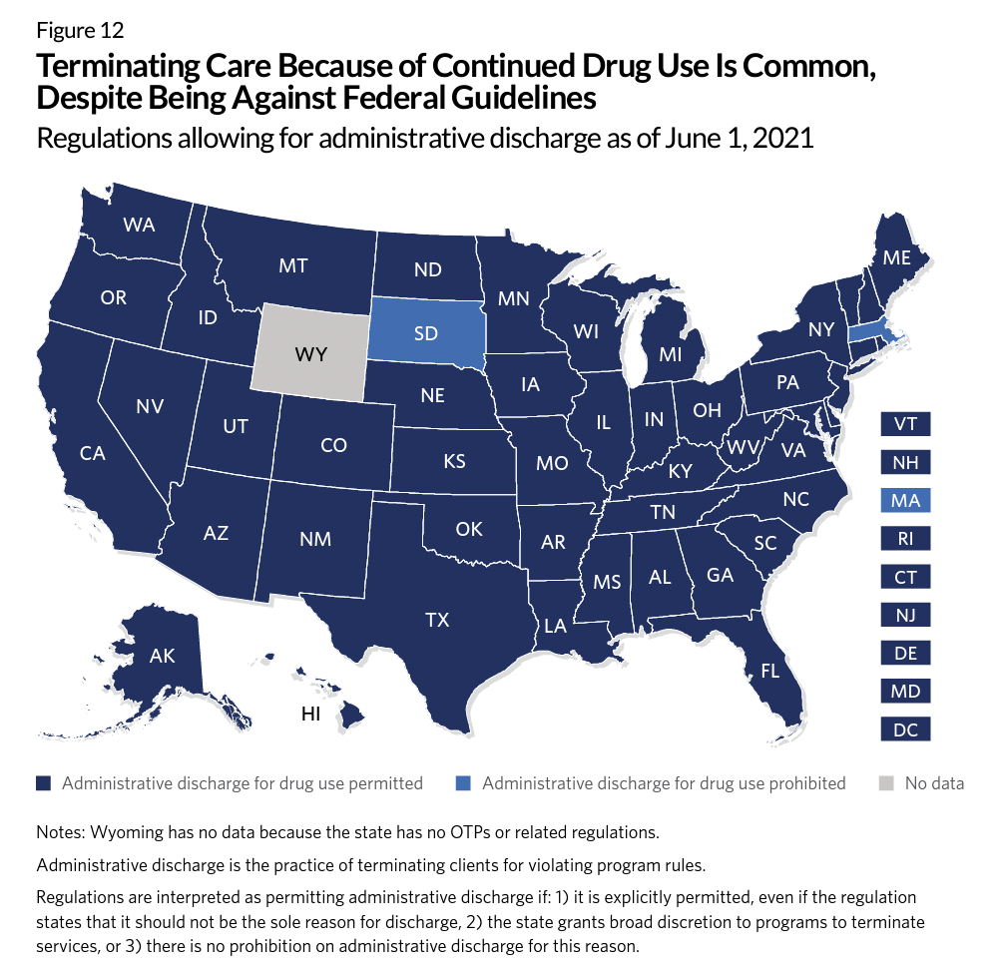 Figure 12
Terminating Care Because of Continued Drug Use Is Common,
Despite Being Against Federal Guidelines
Regulations allowing for administrative discharge as of June 1, 2021
WA
MT
ND
MN
ME
OR
ID
SD
WI
MI
NY
WY
IA
PA
NE
NV
UT
CO
IL
IN
OH
VT
CA
KS
MO
KY
WV
VA
NH
MA
AZ
NM
OK
AR
TN
NC
SC
RI
MS
AL
GA
CT
TX
LA
NJ
AK
FL
DE
HI
MD
DC
Administrative discharge for drug use permitted
Administrative discharge for drug use prohibited
No data
Notes: Wyoming has no data because the state has no OTPs or related regulations.
Administrative discharge is the practice of terminating clients for violating program rules.
Regulations are interpreted as permitting administrative discharge if: 1) it is explicitly permitted, even if the regulation
states that it should not be the sole reason for discharge, 2) the state grants broad discretion to programs to terminate
services, or 3) there is no prohibition on administrative discharge for this reason.